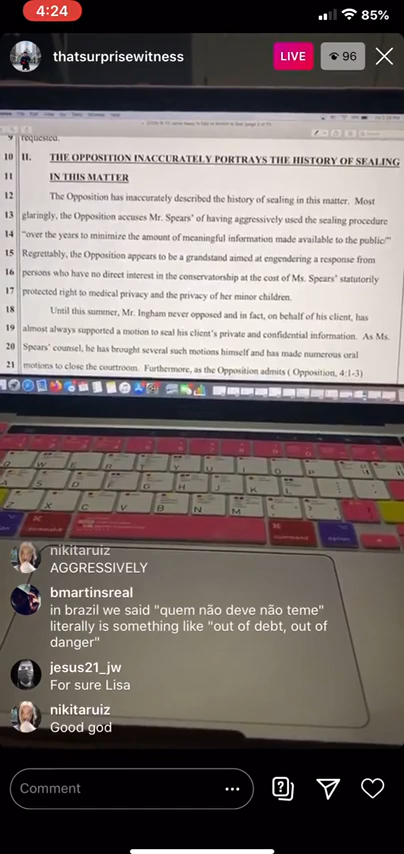 4:24
85%
thatsurprisewitness
LIVE
96
9 requested.
10 II. THE OPPOSITION INACCURATELY PORTRAYS THE HISTORY OF SEALING
11 IN THIS MATTER
12 The Opposition has inaccurately described the history of sealing in this matter. Most
13 glaringly, the Opposition accuses Mr. Spears' of having aggressively used the sealing procedure
14 "over the years to minimize the amount of meaningful information made available to the public/"
15 Regrettably, the Opposition appears to be a grandstand aimed at engendering a response from
16 persons who have no direct interest in the conservatorship at the cost of Ms. Spears' statutorily
17 protected right to medical privacy and the privacy of her minor children.
18 Until this summer, Mr. Ingham never opposed and in fact, on behalf of his client, has
19 almost always supported a motion to seal his client's private and confidential information. As Ms.
20 Spears' counsel, he has brought several such motions himself and has made numerous oral
21 motions to close the courtroom. Furthermore, as the Opposition admits ( Opposition, 4:1-3)
Q W E R T Y U I O P
S D G H J K L
Z X C V B N M
command
command
option
nikitaruiz
AGGRESSIVELY
bmartinsreal
in brazil we said "quem não deve não teme"
literally is something like "out of debt, out of
danger"
jesus21_jw
For sure Lisa
nikitaruiz
Good god
Comment